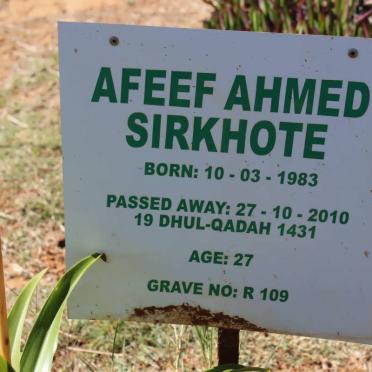 AFEEF AHMED
SIRKHOTE
BORN: 10 - 03 - 1983
PASSED AWAY: 27 - 10 - 2010
19 DHUL-QADAH 1431
AGE: 27
GRAVE NO: R 109